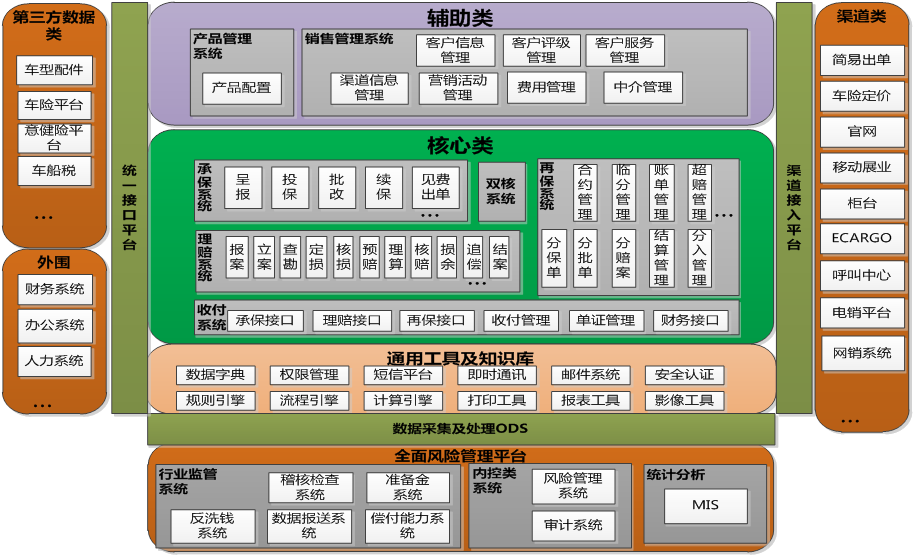 第三方数据
类
车型配件
车险平台
意健险平
台
车船税
...
外围
财务系统
办公系统
人力系统
...
统一接口平台
辅助类
产品管理
系统
产品配置
销售管理系统
客户信息
管理
客户评级
管理
客户服务
管理
渠道信息
管理
营销活动
管理
费用管理
中介管理
核心类
承保系统
呈报
投保
批改
续保
见费
出单
...
双核
系统
再保系统
合约管理
临分管理
账单管理
超赔管理
...
分保单
分批单
分赔案
结算管理
分入管理
理赔系统
报案
立案
查勘
定损
核损
预赔
理算
核赔
损余
追偿
结案
...
收付
系统
承保接口
理赔接口
再保接口
收付管理
单证管理
财务接口
通用工具及知识库
数据字典
权限管理
短信平台
即时通讯
邮件系统
安全认证
规则引擎
流程引擎
计算引擎
打印工具
报表工具
影像工具
数据采集及处理ODS
全面风险管理平台
行业监管
系统
稽核检查
系统
准备金
系统
反洗钱
系统
数据报送系
统
偿付能力系
统
内控类
系统
风险管理
系统
审计系统
统计分析
MIS
渠道接入平台
渠道类
简易出单
车险定价
官网
移动展业
柜台
ECARGO
呼叫中心
电销平台
网销系统
...